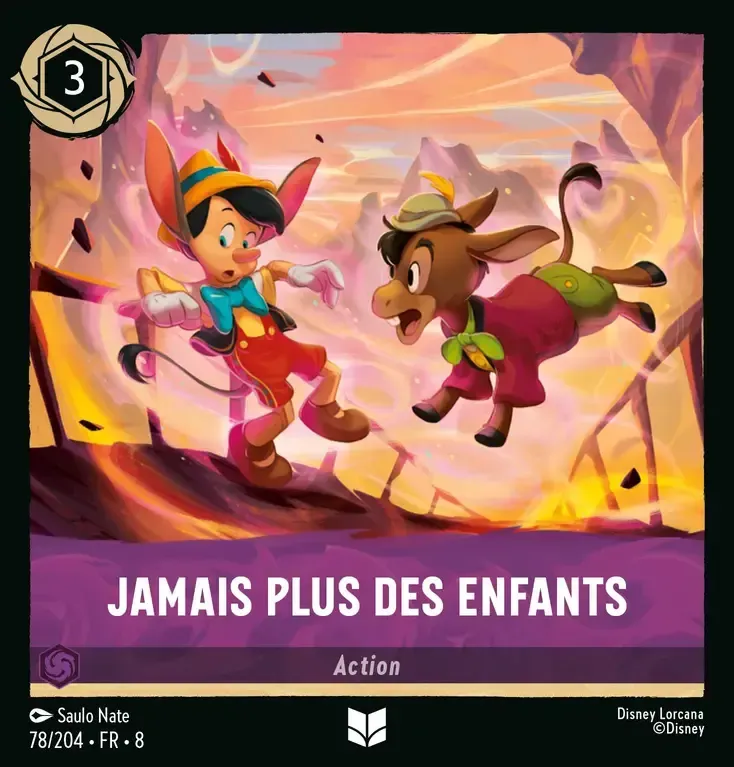 3
JAMAIS PLUS DES ENFANTS
Action
Saulo Nate
Disney Lorcana
78/204 • FR • 8
©Disney